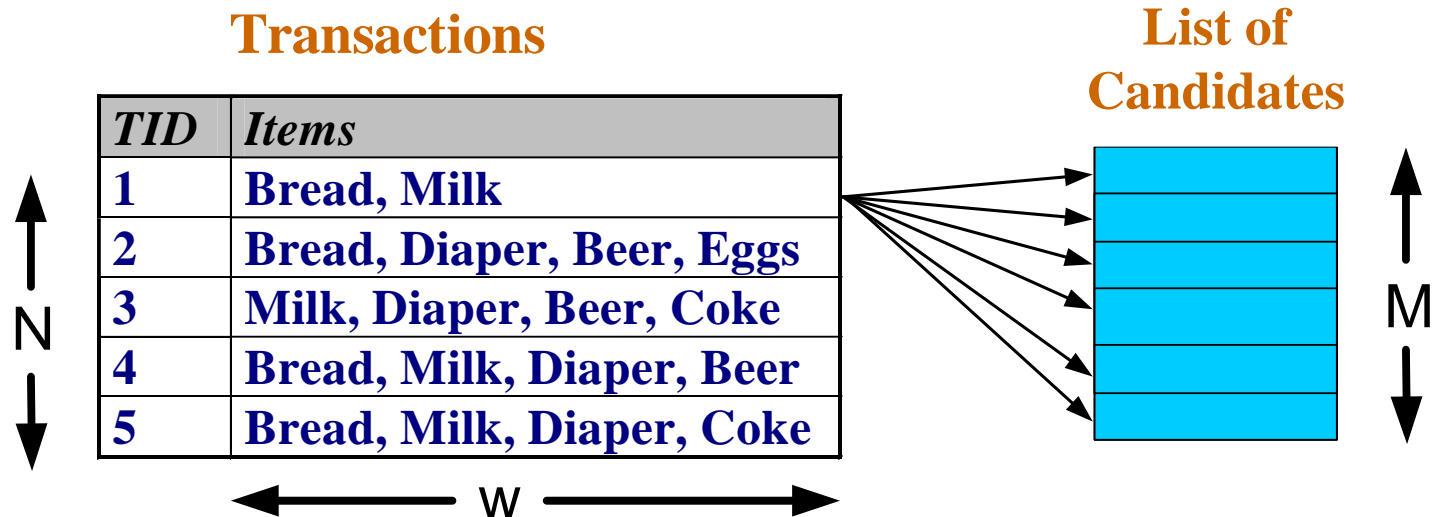 Transactions
List of
Candidates
TID Items
1 Bread, Milk
2 Bread, Diaper, Beer, Eggs
3 Milk, Diaper, Beer, Coke
4 Bread, Milk, Diaper, Beer
5 Bread, Milk, Diaper, Coke
N
M
w